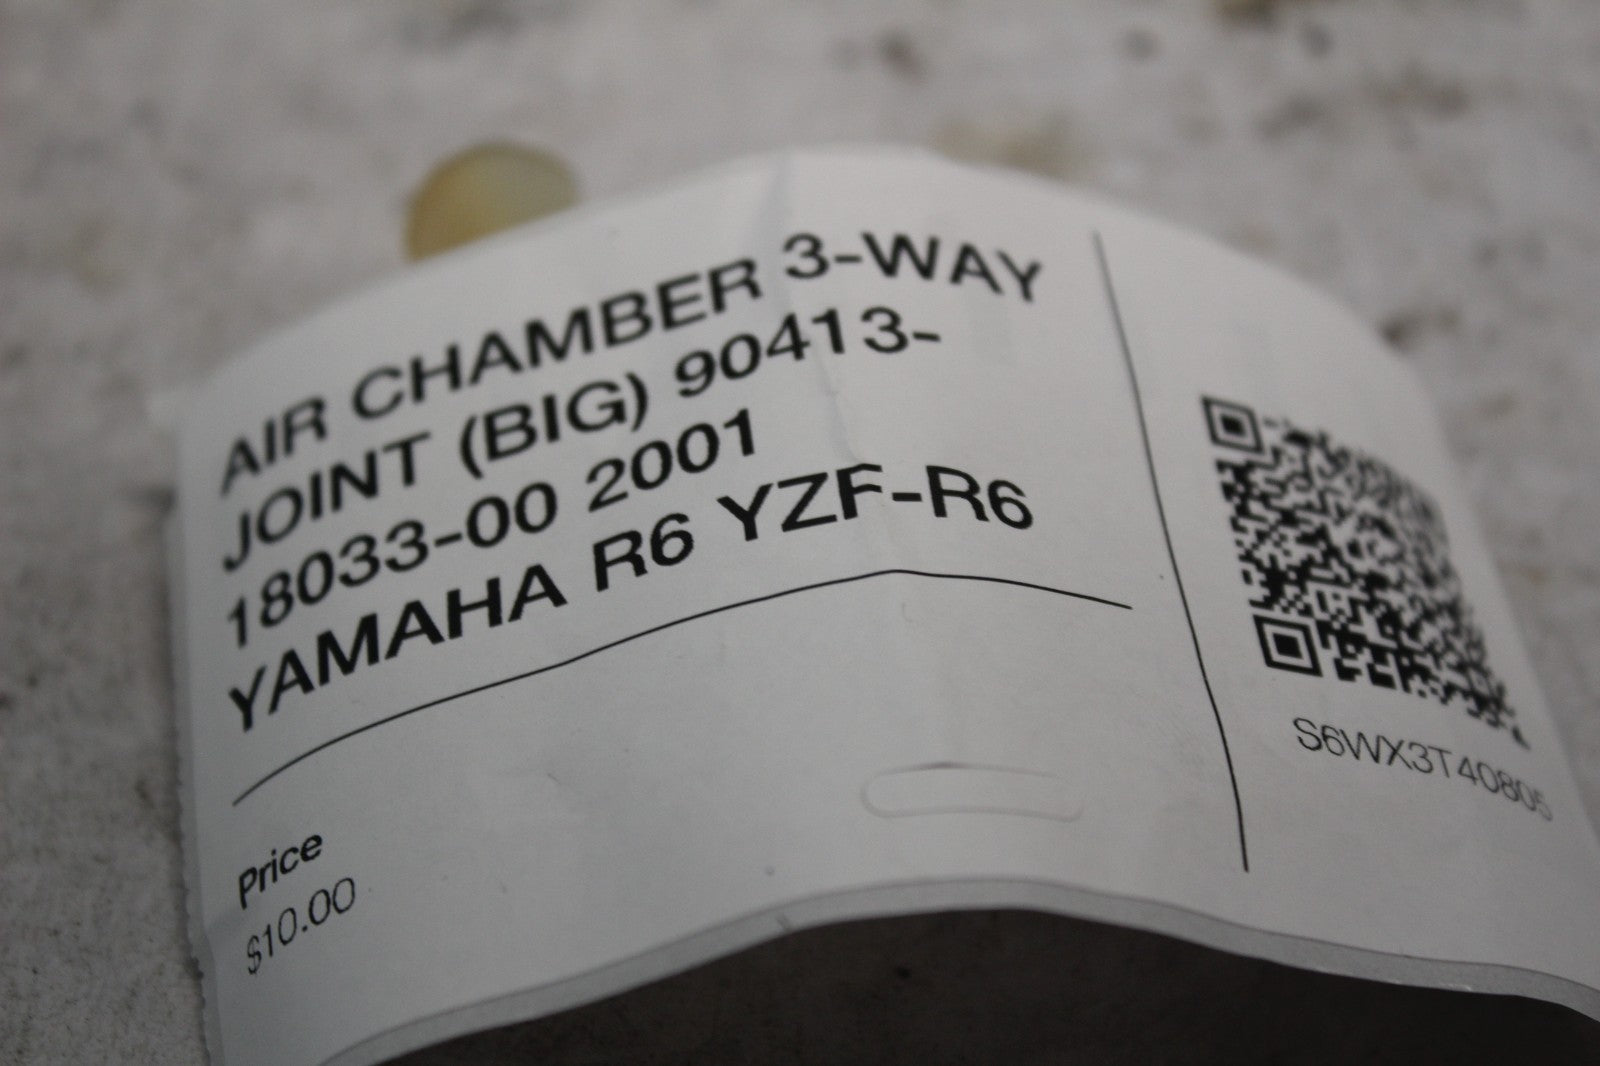 AIR CHAMBER 3-WAY
JOINT (BIG) 90413-
18033-00 2001
YAMAHA R6 YZF-R6
Price
$10.00
S6WX3T40805